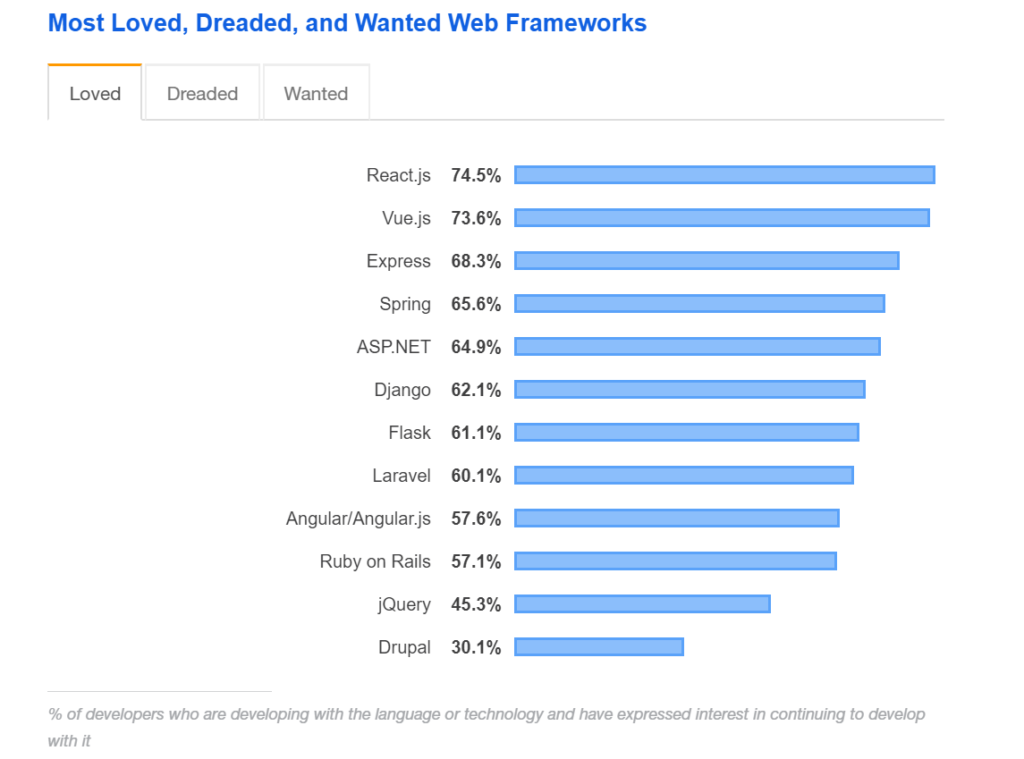 Most Loved, Dreaded, and Wanted Web Frameworks
Loved Dreaded Wanted
React.js 74.5%
Vue.js 73.6%
Express 68.3%
Spring 65.6%
ASP.NET 64.9%
Django 62.1%
Flask 61.1%
Laravel 60.1%
Angular/Angular.js 57.6%
Ruby on Rails 57.1%
jQuery 45.3%
Drupal 30.1%
% of developers who are developing with the language or technology and have expressed interest in continuing to develop
with it